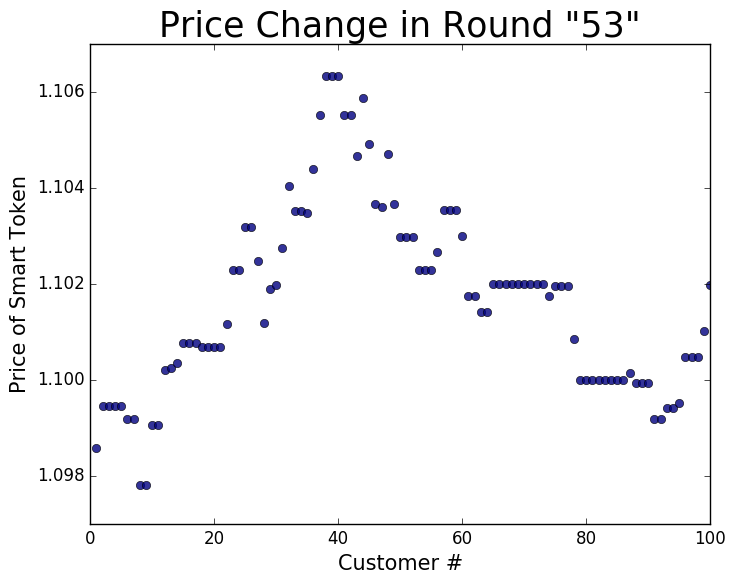 Price Change in Round "53"
Price of Smart Token
1.106
1.104
1.102
1.100
1.098
0 20 40 60 80 100
Customer #